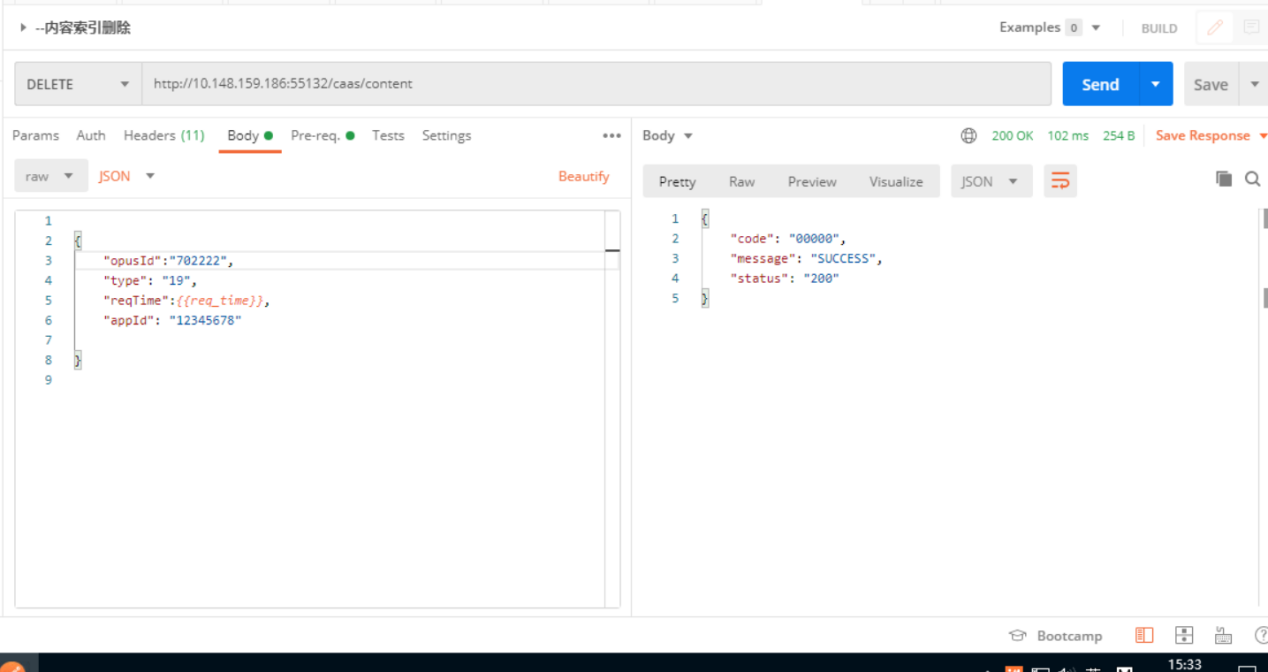 --内容索引删除
Examples 0
BUILD
DELETE
http://10.148.159.186:55132/caas/content
Send
Save
Params Auth Headers (11) Body Pre-req. Tests Settings
Body
200 OK 102 ms 254 B Save Response
raw JSON Beautify
Pretty Raw Preview Visualize JSON
1
2 {
3 "opusId":"702222",
4 "type": "19",
5 "reqTime":{{req_time}},
6 "appId": "12345678"
7
8 }
9
1 {
2 "code": "00000",
3 "message": "SUCCESS",
4 "status": "200"
5 }
Bootcamp
英
15:33